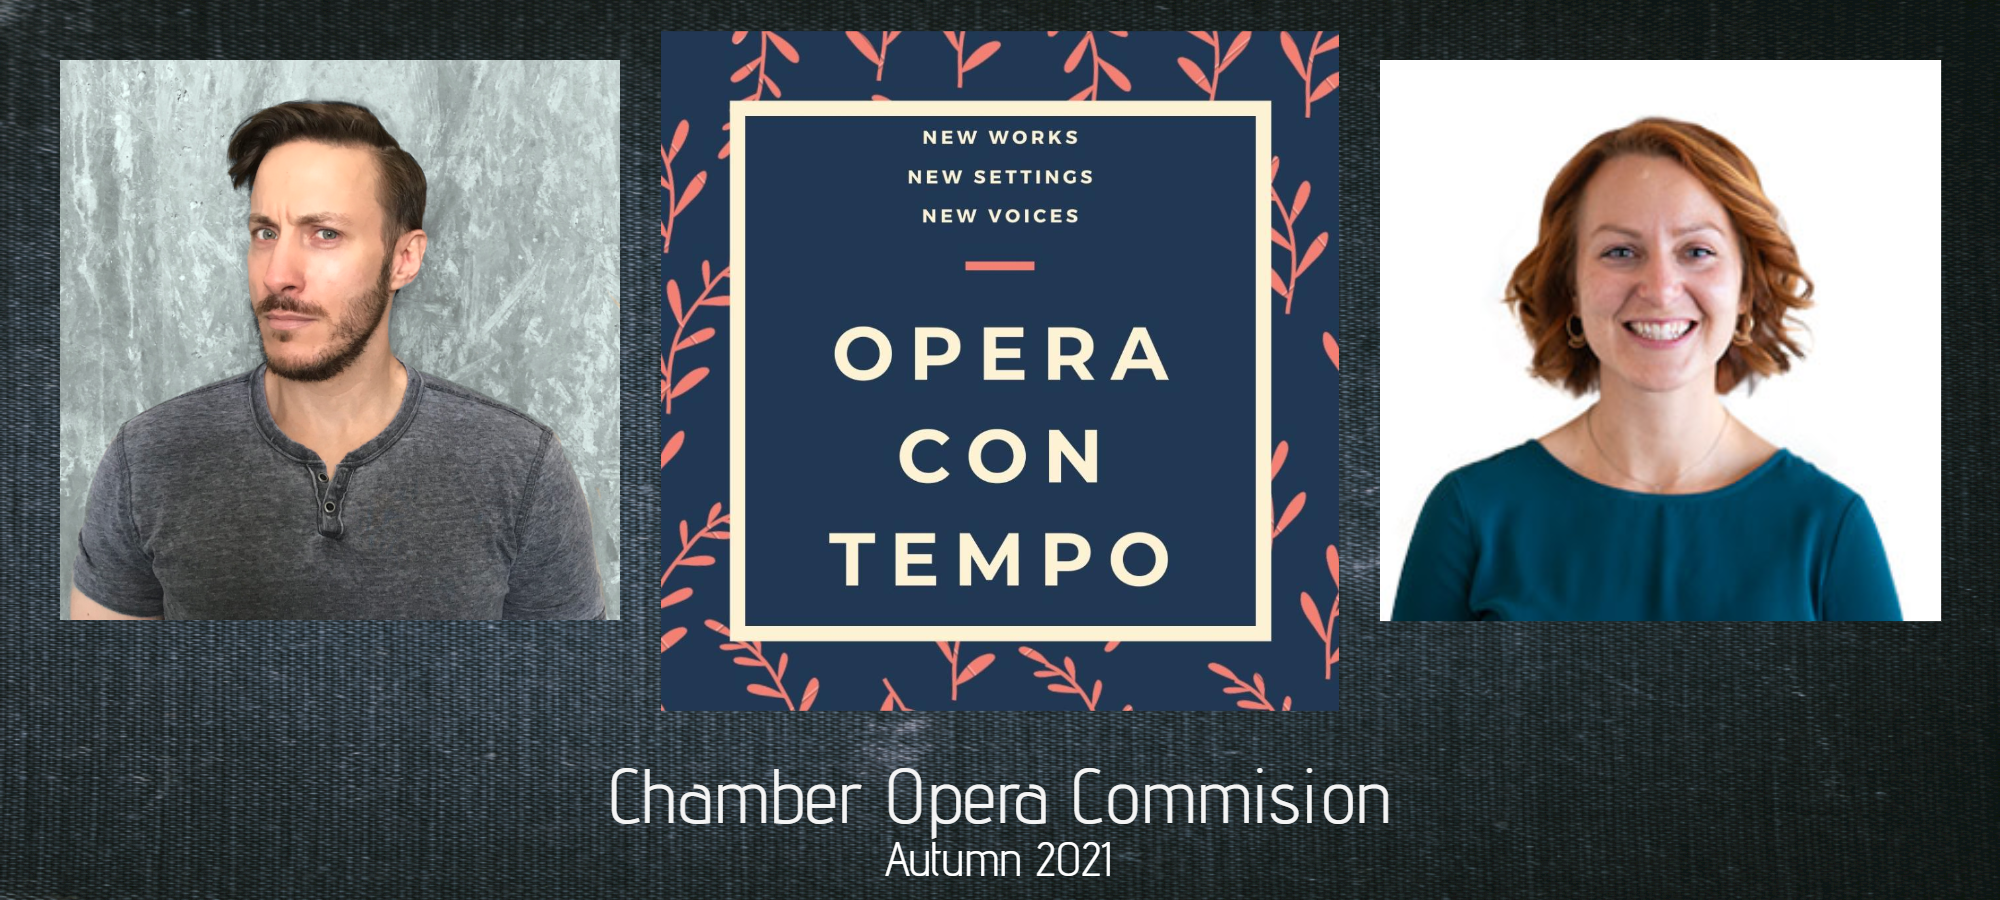 NEW WORKS
NEW SETTINGS
NEW VOICES
OPERA
CON
TEMPO
Chamber Opera Commision
Autumn 2021